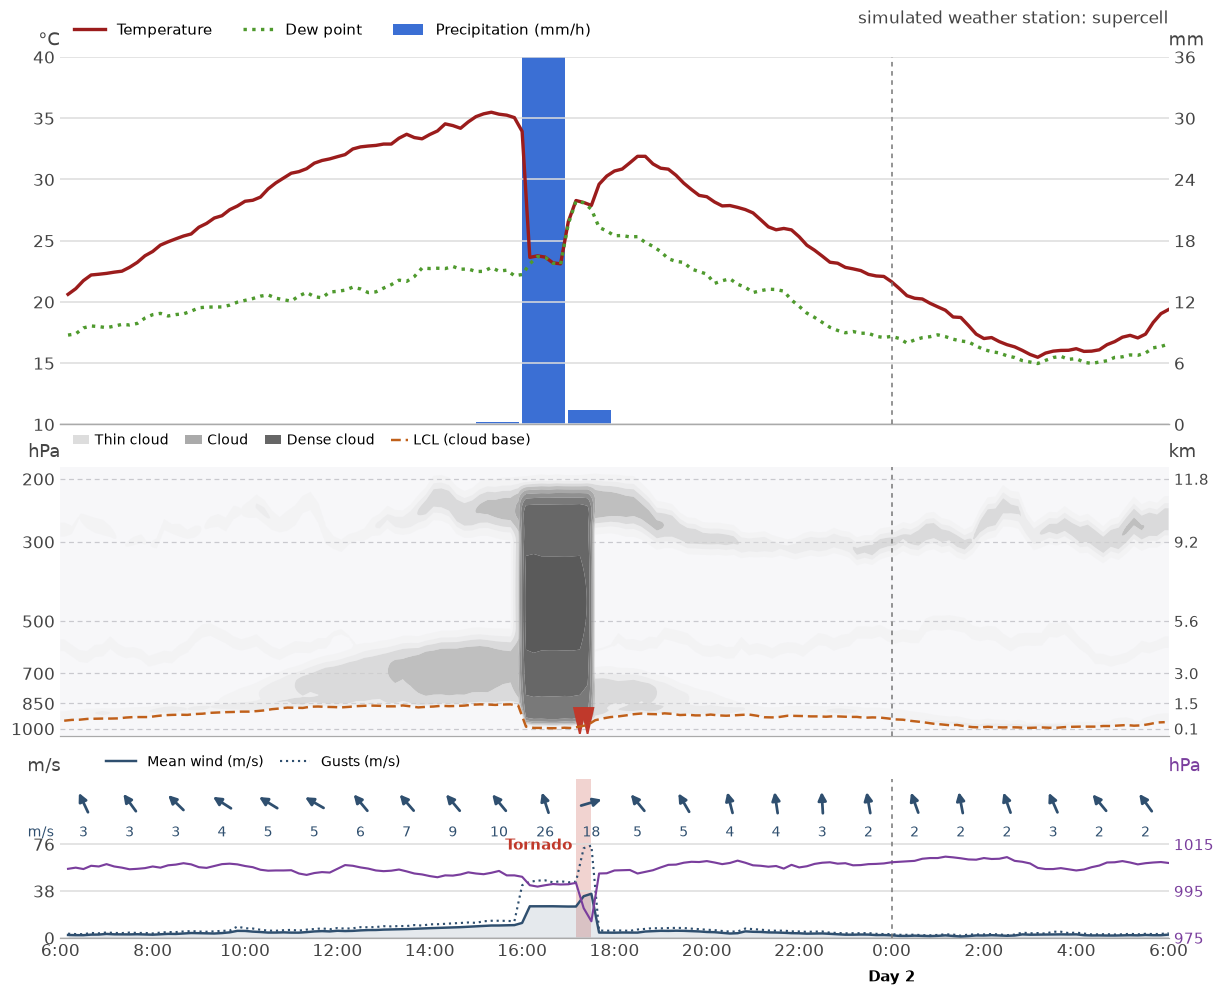 simulated weather station: supercell
°C Temperature Dew point Precipitation (mm/h) mm
40 36
35 30
30 24
25 18
20 12
15 6
10 0
Thin cloud Cloud Dense cloud LCL (cloud base)
hPa km
200 11.8
300 9.2
500 5.6
700 3.0
850 1.5
1000 0.1
m/s Mean wind (m/s) Gusts (m/s) hPa
m/s 3 3 3 4 5 5 6 7 9 10 26 18 5 5 4 4 3 2 2 2 2 3 2 2
76 Tornado 1015
38 995
0 975
6:00 8:00 10:00 12:00 14:00 16:00 18:00 20:00 22:00 0:00 2:00 4:00 6:00
Day 2